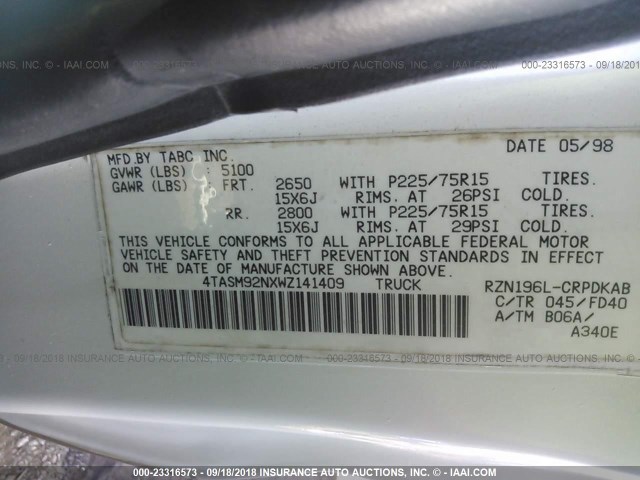 000-23316573 - 09/18/2018 INSURANCE AUTO AUCTIONS, INC. - IAAI.COM
DATE 05/98
MFD.BY TABC, INC.
GVWR (LBS) : 5100
GAWR (LBS) FRT. 2650 WITH P225/75R15 TIRES.
15X6J RIMS. AT 26PSI COLD.
RR. 2800 WITH P225/75R15 TIRES.
15X6J RIMS. AT 29PSI COLD.
THIS VEHICLE CONFORMS TO ALL APPLICABLE FEDERAL MOTOR
VEHICLE SAFETY AND THEFT PREVENTION STANDARDS IN EFFECT
ON THE DATE OF MANUFACTURE SHOWN ABOVE.
4TASM92NXWZ141409 TRUCK RZN196L-CRPDKAB
C/TR 045/FD40
A/TM B06A/
A340E
000-23316573 - 09/18/2018 INSURANCE AUTO AUCTIONS, INC. - IAAI.COM